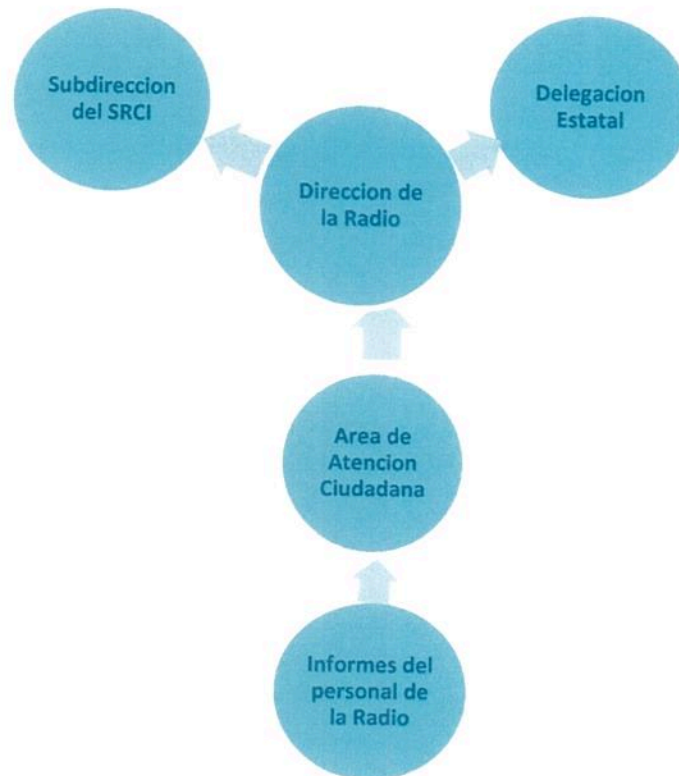 Subdireccion
del SRCI
Delegacion
Estatal
Direccion de
la Radio
Area de
Atencion
Ciudadana
Informes del
personal de
la Radio